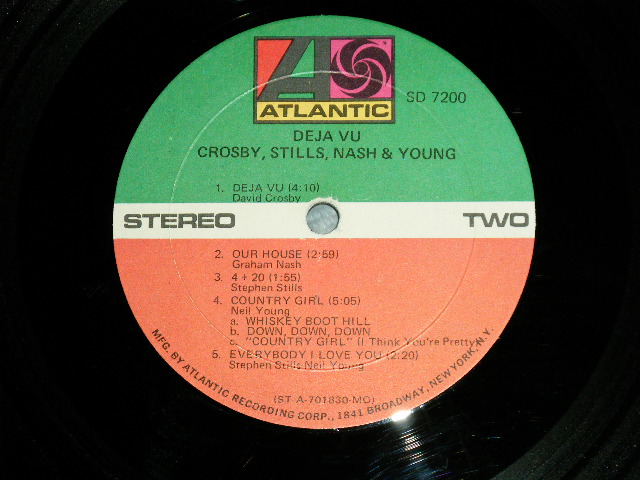 ATLANTIC
SD 7200
DEJA VU
CROSBY, STILLS, NASH & YOUNG
1. DEJA VU (4:10)
David Crosby
STEREO
TWO
2. OUR HOUSE (2:59)
Graham Nash
3. 4 + 20 (1:55)
Stephen Stills
4. COUNTRY GIRL (5:05)
Neil Young
a. WHISKEY BOOT HILL
b. DOWN, DOWN, DOWN
c. "COUNTRY GIRL" (I Think You're Pretty)
5. EVERYBODY I LOVE YOU (2:20)
Stephen Stills Neil Young
(ST A-701830-MO)
MFG. BY ATLANTIC RECORDING CORP., 1841 BROADWAY, NEW YORK, N.Y.